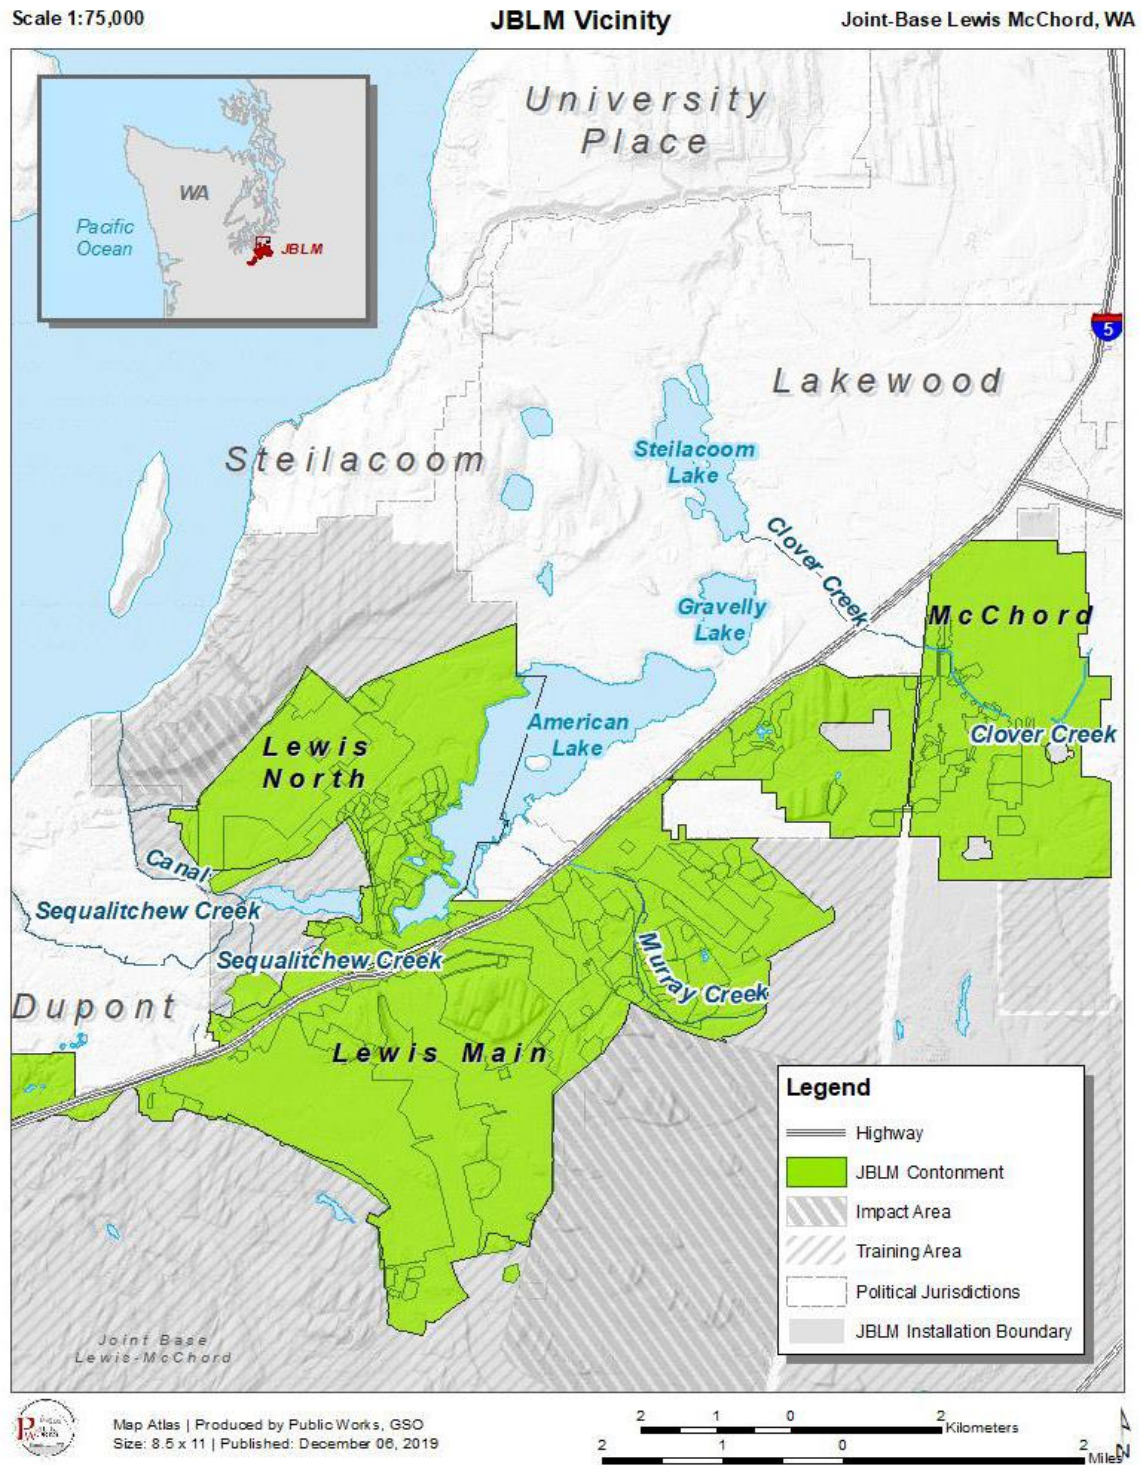 Scale 1:75,000
JBLM Vicinity
Joint-Base Lewis McChord, WA
University
Place
WA
Pacific
Ocean
JBLM
5
Lakewood
Steilacoom
Steilacoom
Lake
Clover Creek
Gravelly
Lake
McChord
American
Lake
Clover Creek
Lewis
North
Canal
Sequalitchew Creek
Sequalitchew Creek
Murray Creek
Dupont
Lewis Main
Legend
Highway
JBLM Contonment
Impact Area
Training Area
Political Jurisdictions
JBLM Installation Boundary
Joint Base
Lewis-McChord
Map Atlas | Produced by Public Works, GSO
Size: 8.5 x 11 | Published: December 06, 2019
2 1 0 2
Kilometers
2 1 0 2
Miles